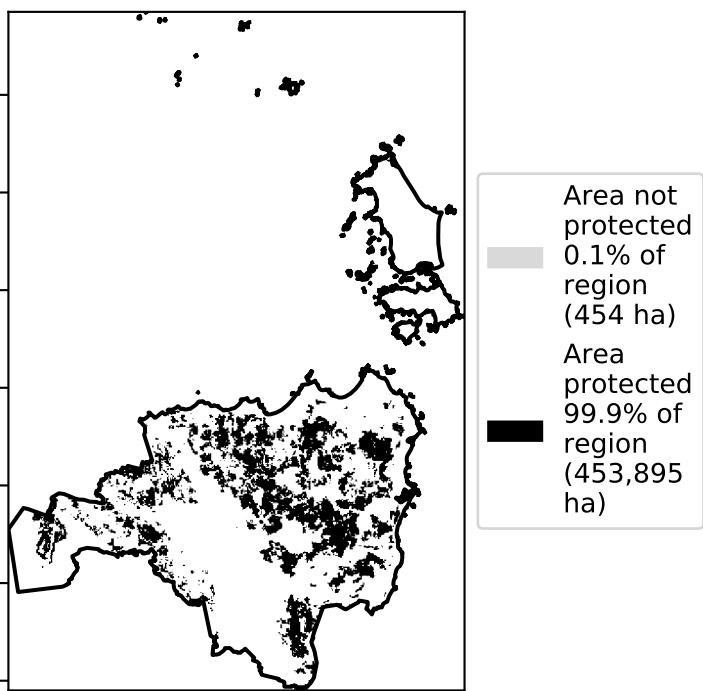 Area not
protected
0.1% of
region
(454 ha)
Area
protected
99.9% of
region
(453,895
ha)